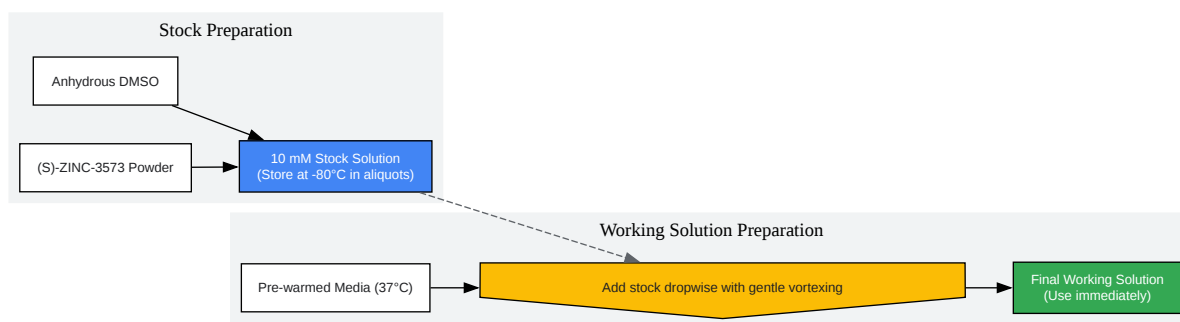 Stock Preparation
Anhydrous DMSO
(S)-ZINC-3573 Powder
10 mM Stock Solution
(Store at -80°C in aliquots)
Working Solution Preparation
Pre-warmed Media (37°C)
Add stock dropwise with gentle vortexing
Final Working Solution
(Use immediately)